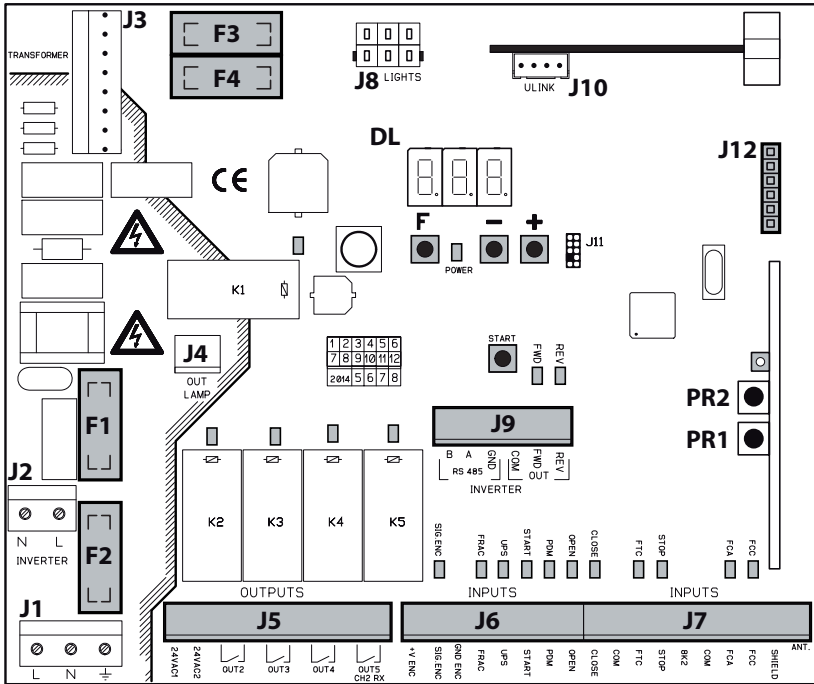 J3
F3
F4
TRANSFORMER
J8 LIGHTS
ULINK
J10
DL
J12
CE
F
-
+
POWER
J11
K1
J4
OUT
LAMP
1 2 3 4 5 6
7 8 9 10 11 12
2014 5 6 7 8
START
FWD
REV
PR2
PR1
F1
J9
B A GND COM FWD REV
RS 485 OUT
INVERTER
J2
N L
INVERTER
F2
K2
K3
K4
K5
SIG.ENC
FRAC
UPS
START
PDM
OPEN
CLOSE
FTC
STOP
FCA
FCC
OUTPUTS
INPUTS
INPUTS
J1
J5
J6
J7
L N
24VAC1
24VAC2
OUT2
OUT3
OUT4
OUT5
CH2 RX
+V ENC
SIG.ENC
GND ENC
FRAC
UPS
START
PDM
OPEN
CLOSE
COM
FTC
STOP
8K2
COM
FCA
FCC
SHIELD
ANT.